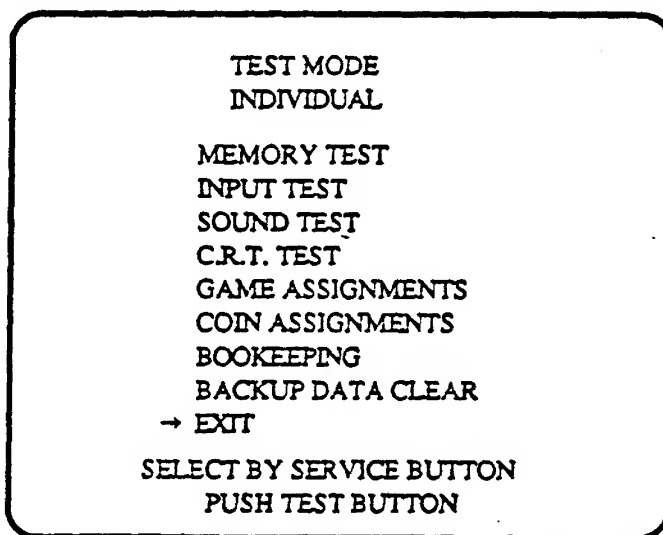 TEST MODE
INDIVIDUAL
MEMORY TEST
INPUT TEST
SOUND TEST
C.R.T. TEST
GAME ASSIGNMENTS
COIN ASSIGNMENTS
BOOKEEPING
BACKUP DATA CLEAR
→ EXIT
SELECT BY SERVICE BUTTON
PUSH TEST BUTTON